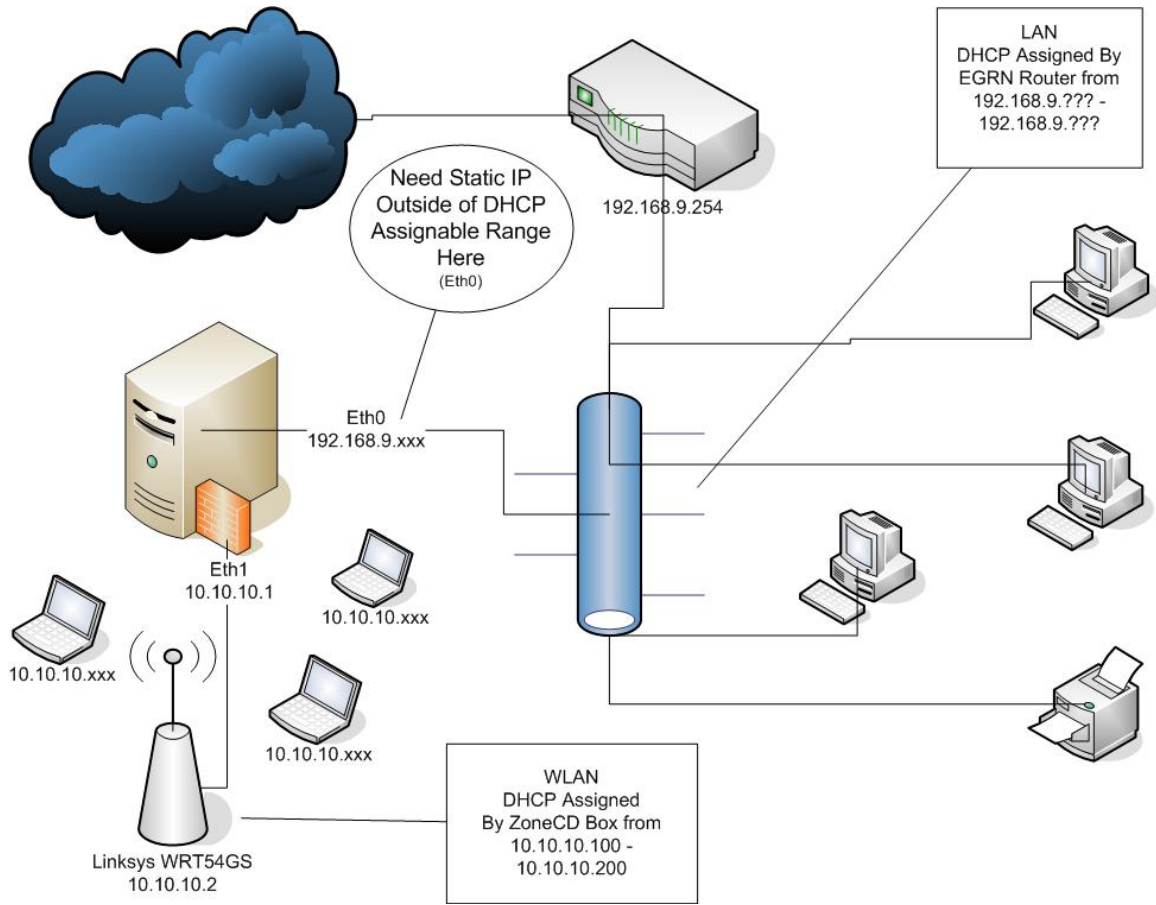 LAN
DHCP Assigned By
EGRN Router from
192.168.9.??? -
192.168.9.???
Need Static IP
Outside of DHCP
Assignable Range
Here
(Eth0)
192.168.9.254
Eth0
192.168.9.xxx
Eth1
10.10.10.1
10.10.10.xxx
10.10.10.xxx
10.10.10.xxx
Linksys WRT54GS
10.10.10.2
WLAN
DHCP Assigned
By ZoneCD Box from
10.10.10.100 -
10.10.10.200